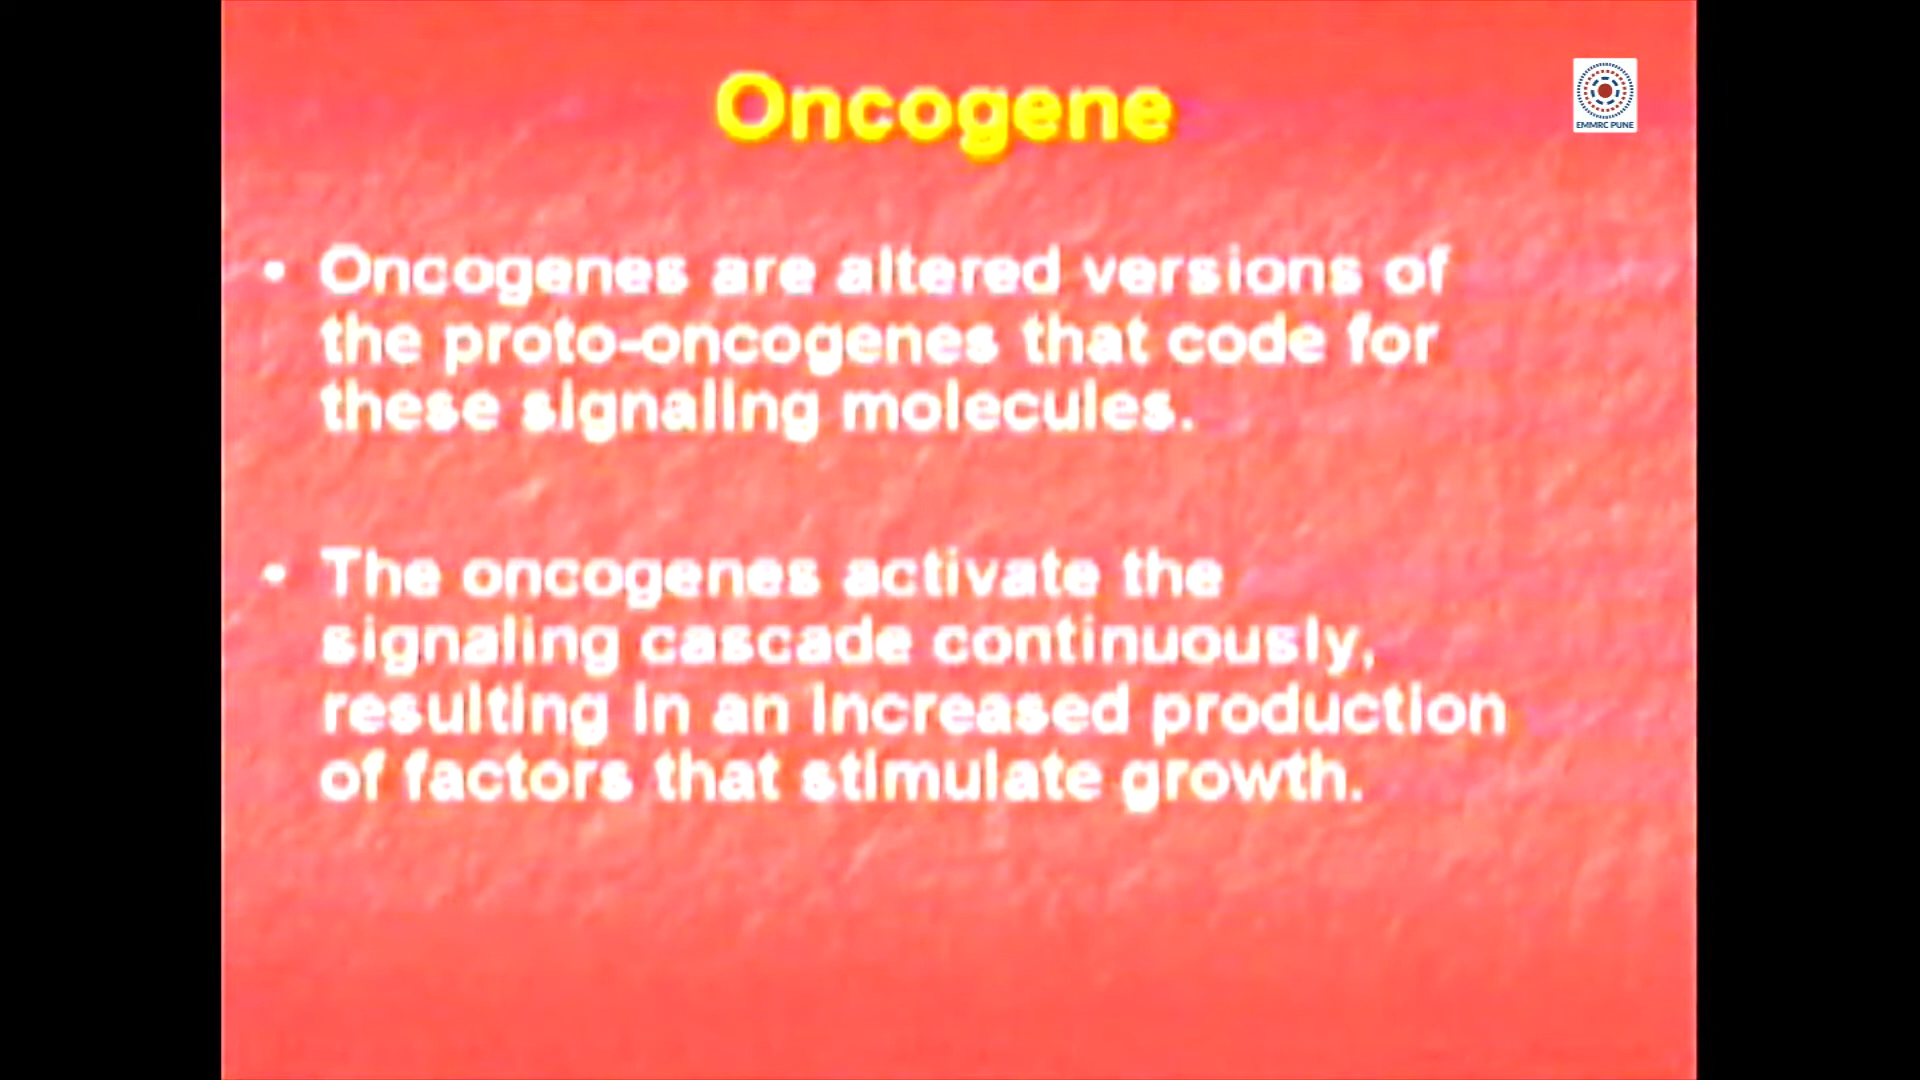 Oncogene
EMMRC PUNE
• Oncogenes are altered versions of
the proto-oncogenes that code for
these signaling molecules.
• The oncogenes activate the
signaling cascade continuously,
resulting in an increased production
of factors that stimulate growth.